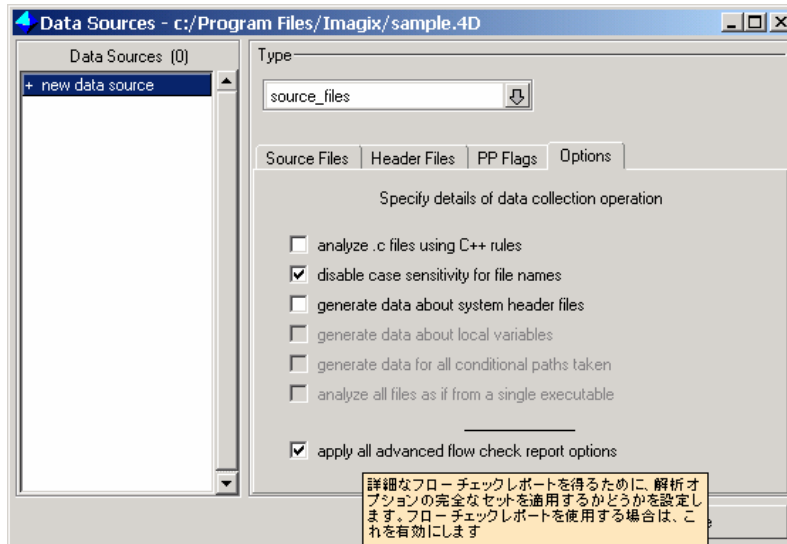 Data Sources - c:/Program Files/Imagix/sample.4D
Data Sources (0)
+ new data source
Type
source_files
Source Files
Header Files
PP Flags
Options
Specify details of data collection operation
analyze .c files using C++ rules
disable case sensitivity for file names
generate data about system header files
generate data about local variables
generate data for all conditional paths taken
analyze all files as if from a single executable
apply all advanced flow check report options
詳細なフローチェックレポートを得るために、解析オ
プションの完全なセットを適用するかどうかを設定し
ます。フローチェックレポートを使用する場合は、こ
れを有効にします